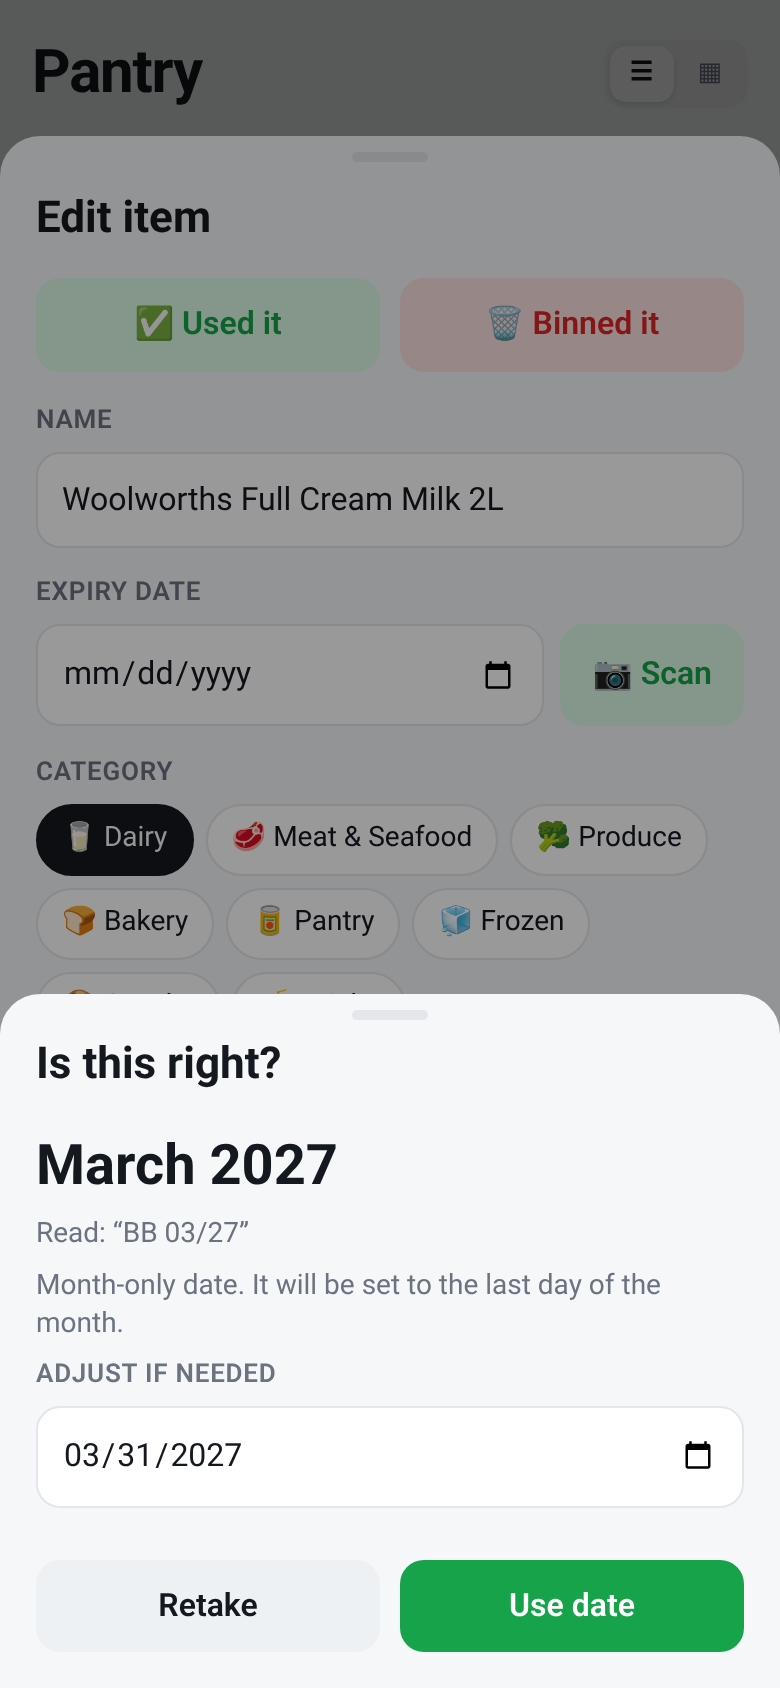 Pantry
Edit item
Used it
Binned it
NAME
Woolworths Full Cream Milk 2L
EXPIRY DATE
mm/dd/yyyy
Scan
CATEGORY
Dairy
Meat & Seafood
Produce
Bakery
Pantry
Frozen
Is this right?
March 2027
Read: “BB 03/27”
Month-only date. It will be set to the last day of the
month.
ADJUST IF NEEDED
03/31/2027
Retake
Use date